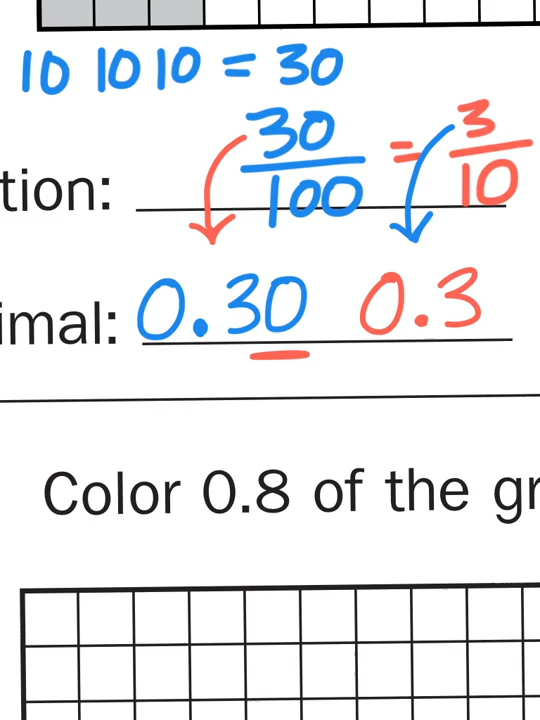 10 10 10 = 30
tion: 30/100 = 3/10
imal: 0.30 0.3
Color 0.8 of the gr